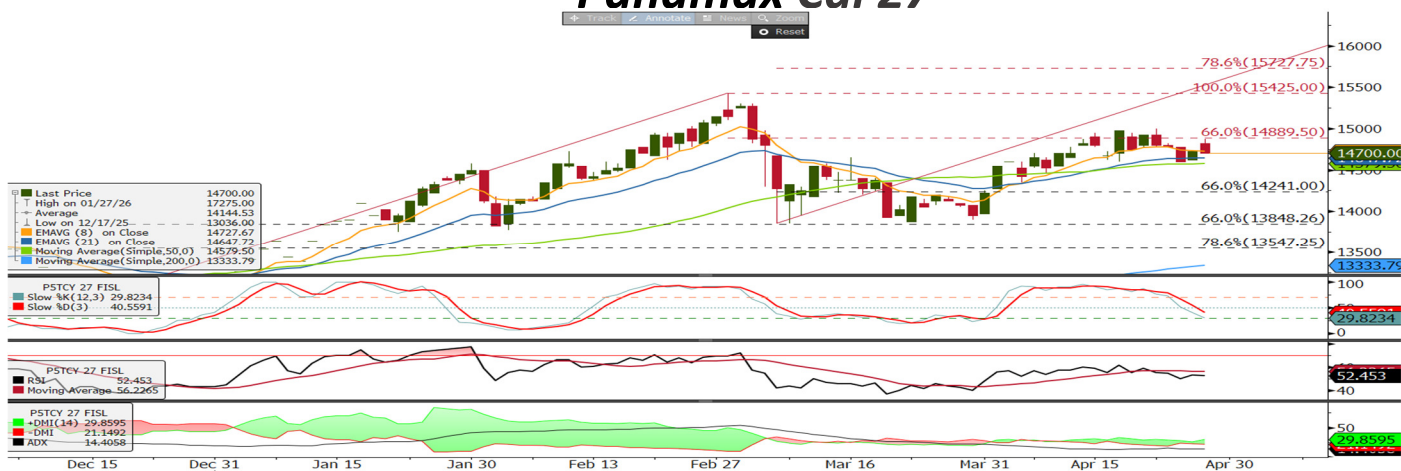 Panamax Cal 27
Track Annotate News Zoom
Reset
16000
78.6%(15727.75)
15500
100.0%(15425.00)
15000
66.0%(14889.50)
14700.00
14500
66.0%(14241.00)
14000
66.0%(13848.26)
78.6%(13547.25)
13500
13333.79
Last Price 14700.00
High on 01/27/26 17275.00
Average 14144.53
Low on 12/17/25 13036.00
EMAVG (8) on Close 14727.67
EMAVG (21) on Close 14647.72
Moving Average(Simple,50,0) 14579.50
Moving Average(Simple,200,0) 13333.79
PSTCY 27 FISL
Slow %K(12,3) 29.8234
Slow %D(3) 40.5591
100
29.8234
0
PSTCY 27 FISL
RSI 52.453
Moving Average 56.2265
52.453
40
PSTCY 27 FISL
+DMI(14) 29.8595
-DMI 21.1492
ADX 14.4058
50
29.8595
Dec 15 Dec 31 Jan 15 Jan 30 Feb 13 Feb 27 Mar 16 Mar 31 Apr 15 Apr 30